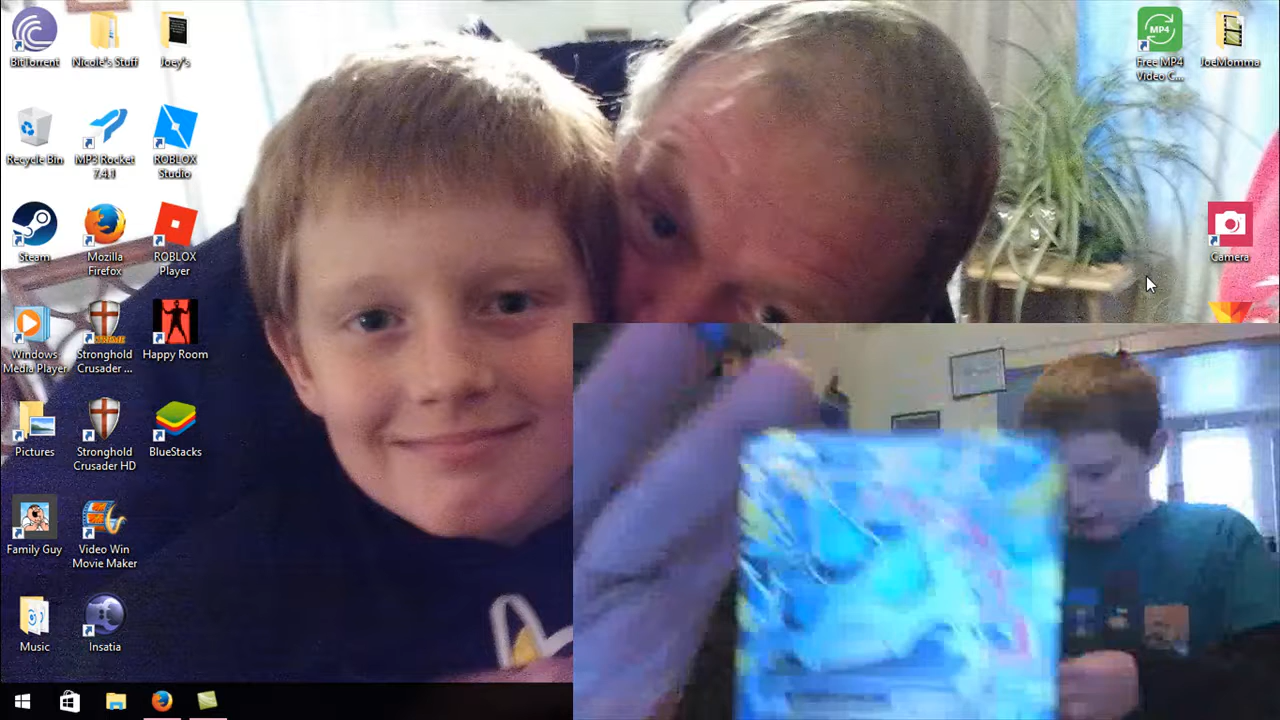 BitTorrent
Nicole's Stuff
Joey's
Free MP4
Video C...
JoeMomma
MP4
Recycle Bin
MP3 Rocket
7.4.1
ROBLOX
Studio
Steam
Mozilla
Firefox
ROBLOX
Player
Camera
Windows
Media Player
Stronghold
Crusader ...
Happy Room
Pictures
Stronghold
Crusader HD
BlueStacks
Family Guy
Video Win
Movie Maker
Music
Insatia